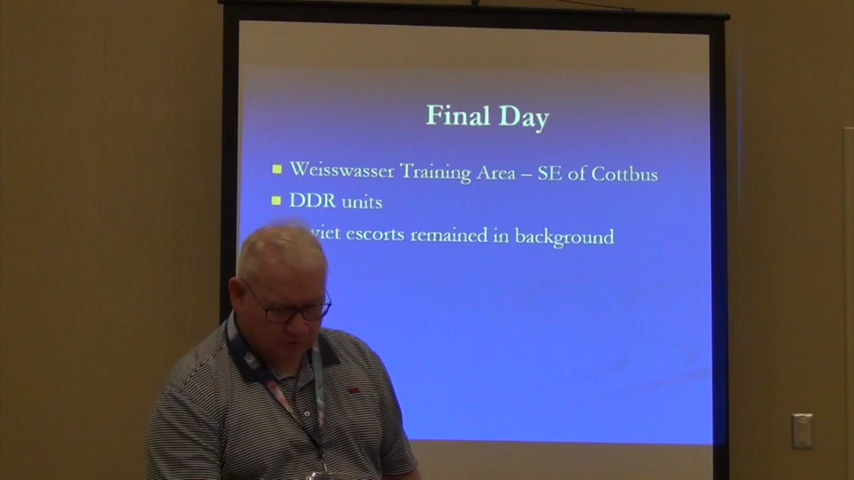 Final Day
Weisswasser Training Area – SE of Cottbus
DDR units
escorts remained in background